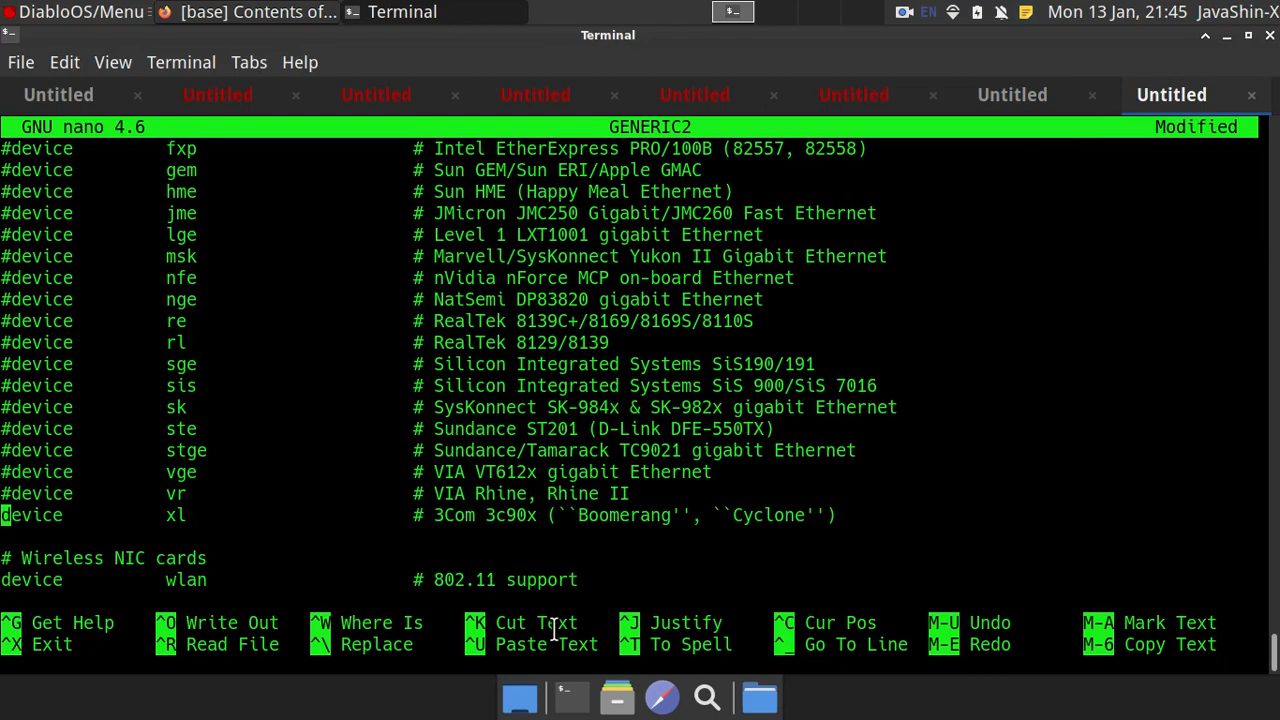 DiabloOS/Menu [base] Contents of... Terminal EN Mon 13 Jan, 21:45 JavaShin-X
Terminal
File Edit View Terminal Tabs Help
Untitled × Untitled × Untitled × Untitled × Untitled × Untitled × Untitled × Untitled ×
GNU nano 4.6 GENERIC2 Modified
#device fxp # Intel EtherExpress PRO/100B (82557, 82558)
#device gem # Sun GEM/Sun ERI/Apple GMAC
#device hme # Sun HME (Happy Meal Ethernet)
#device jme # JMicron JMC250 Gigabit/JMC260 Fast Ethernet
#device lge # Level 1 LXT1001 gigabit Ethernet
#device msk # Marvell/SysKonnect Yukon II Gigabit Ethernet
#device nfe # nVidia nForce MCP on-board Ethernet
#device nge # NatSemi DP83820 gigabit Ethernet
#device re # RealTek 8139C+/8169/8169S/8110S
#device rl # RealTek 8129/8139
#device sge # Silicon Integrated Systems SiS190/191
#device sis # Silicon Integrated Systems SiS 900/SiS 7016
#device sk # SysKonnect SK-984x & SK-982x gigabit Ethernet
#device ste # Sundance ST201 (D-Link DFE-550TX)
#device stge # Sundance/Tamarack TC9021 gigabit Ethernet
#device vge # VIA VT612x gigabit Ethernet
#device vr # VIA Rhine, Rhine II
device xl # 3Com 3c90x (``Boomerang'', ``Cyclone'')
# Wireless NIC cards
device wlan # 802.11 support
^G Get Help ^O Write Out ^W Where Is ^K Cut Text ^J Justify ^C Cur Pos M-U Undo M-A Mark Text
^X Exit ^R Read File ^\ Replace ^U Paste Text ^T To Spell ^_ Go To Line M-E Redo M-6 Copy Text